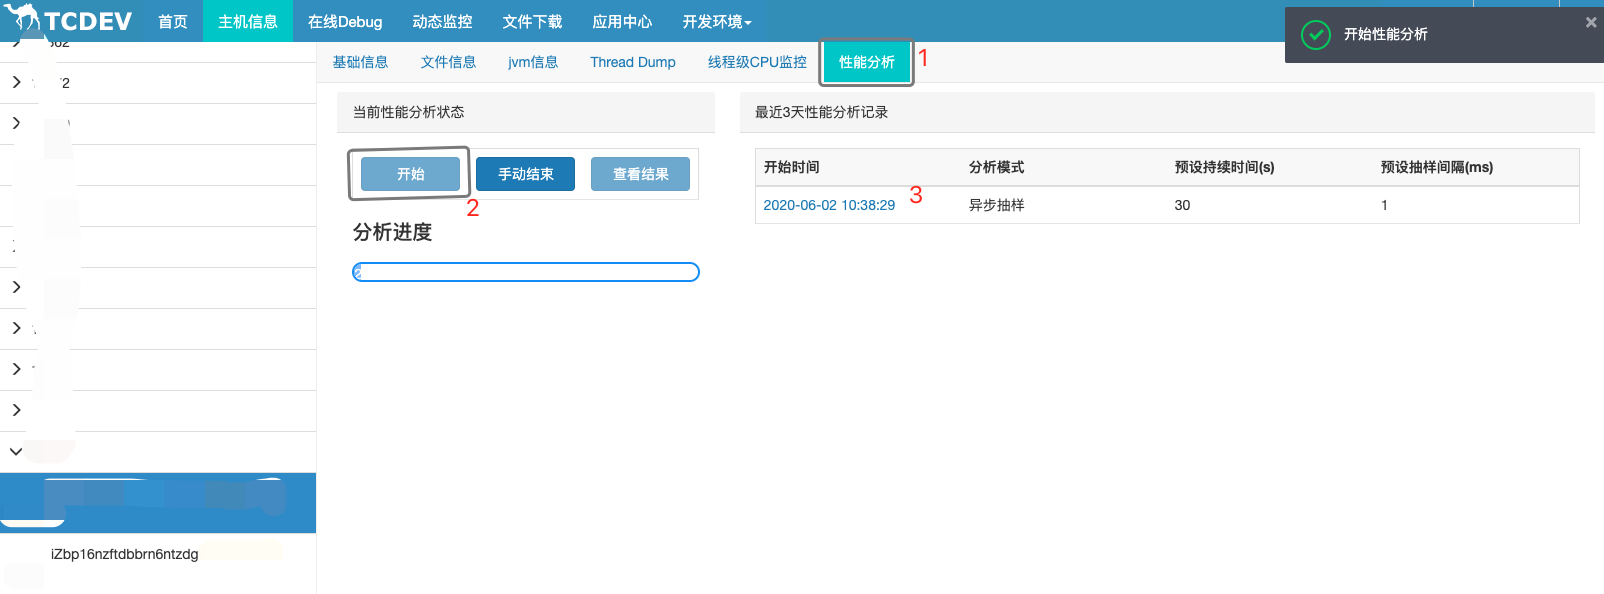 TCDEV 首页 主机信息 在线Debug 动态监控 文件下载 应用中心 开发环境
开始性能分析
基础信息 文件信息 jvm信息 Thread Dump 线程级CPU监控 性能分析 1
当前性能分析状态
开始 手动结束 查看结果
2
分析进度
2
最近3天性能分析记录
开始时间 分析模式 预设持续时间(s) 预设抽样间隔(ms)
2020-06-02 10:38:29 3 异步抽样 30 1
iZbp16nzftdbbrn6ntzdg